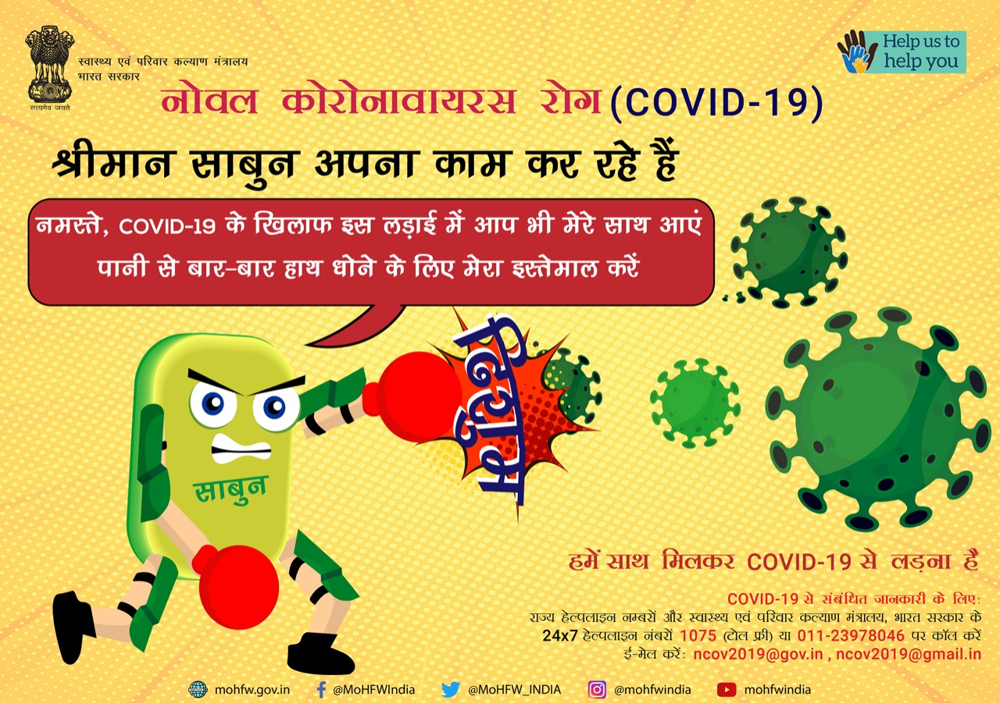 स्वास्थ्य एवं परिवार कल्याण मंत्रालय
भारत सरकार
सत्यमेव जयते
Help us to
help you
नोवल कोरोनावायरस रोग (COVID-19)
श्रीमान साबुन अपना काम कर रहे हैं
नमस्ते, COVID-19 के खिलाफ इस लड़ाई में आप भी मेरे साथ आएं
पानी से बार-बार हाथ धोने के लिए मेरा इस्तेमाल करें
ढिशूम
साबुन
हमें साथ मिलकर COVID-19 से लड़ना है
COVID-19 से संबंधित जानकारी के लिए:
राज्य हेल्पलाइन नम्बरों और स्वास्थ्य एवं परिवार कल्याण मंत्रालय, भारत सरकार के
24x7 हेल्पलाइन नंबरों 1075 (टोल फ्री) या 011-23978046 पर कॉल करें
ई-मेल करें: ncov2019@gov.in , ncov2019@gmail.in
mohfw.gov.in @MoHFWIndia @MoHFW_INDIA @mohfwindia mohfwindia